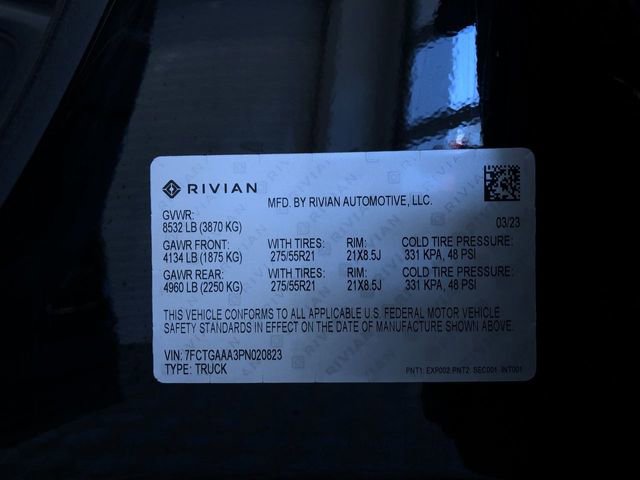 RIVIAN
MFD. BY RIVIAN AUTOMOTIVE, LLC.
GVWR:
8532 LB (3870 KG)
03/23
GAWR FRONT: WITH TIRES: RIM: COLD TIRE PRESSURE:
4134 LB (1875 KG) 275/55R21 21X8.5J 331 KPA, 48 PSI
GAWR REAR: WITH TIRES: RIM: COLD TIRE PRESSURE:
4960 LB (2250 KG) 275/55R21 21X8.5J 331 KPA, 48 PSI
THIS VEHICLE CONFORMS TO ALL APPLICABLE U.S. FEDERAL MOTOR VEHICLE
SAFETY STANDARDS IN EFFECT ON THE DATE OF MANUFACTURE SHOWN ABOVE.
VIN: 7FCTGAAA3PN020823
TYPE: TRUCK
PNT1: EXP002 PNT2: SEC001 INT001